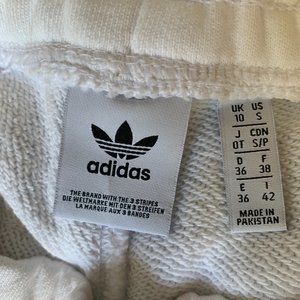 adidas
THE BRAND WITH THE 3 STRIPES
DIE WELTMARKE MIT DEN 3 STREIFEN
LA MARQUE AUX 3 BANDES
UK US
10 S
J CDN
OT S/P
D F
36 38
E I
36 42
MADE IN
PAKISTAN